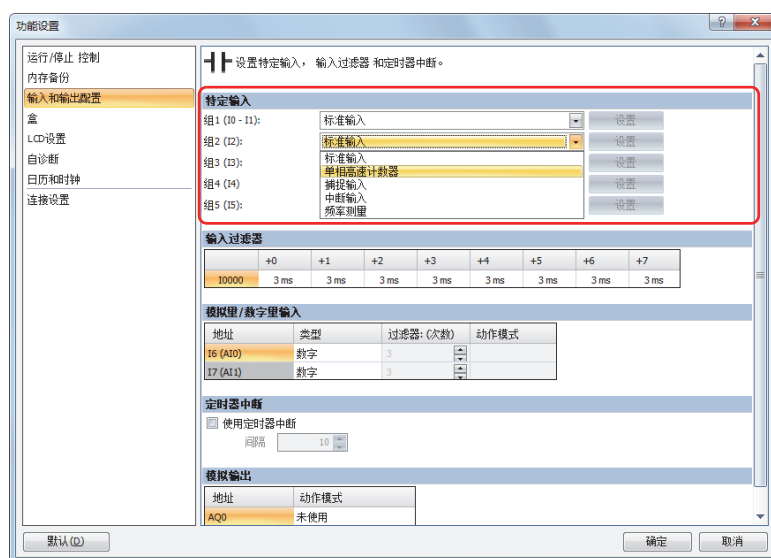 功能设置
运行/停止 控制
内存备份
输入和输出配置
盒
LCD设置
自诊断
日历和时钟
连接设置
设置特定输入， 输入过滤器 和定时器中断。
特定输入
组1 (I0 - I1): 标准输入 设置
组2 (I2): 标准输入 设置
组3 (I3): 标准输入 设置
单相高速计数器
组4 (I4) 捕捉输入 设置
中断输入
组5 (I5): 频率测量 设置
输入过滤器
+0 +1 +2 +3 +4 +5 +6 +7
I0000 3 ms 3 ms 3 ms 3 ms 3 ms 3 ms 3 ms 3 ms
模拟里/数字里输入
地址 类型 过滤器: (次数) 动作模式
I6 (AI0) 数字 3
I7 (AI1) 数字 3
定时器中断
使用定时器中断
间隔 10
模拟输出
地址 动作模式
AQ0 未使用
默认(D) 确定 取消